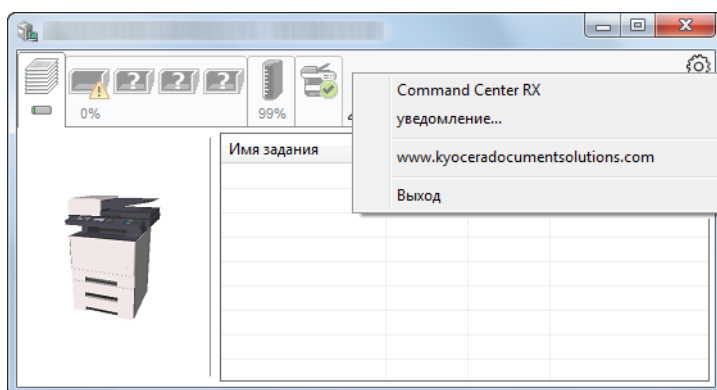 0%
99%
Имя задания
Command Center RX
уведомление...
www.kyoceradocumentsolutions.com
Выход